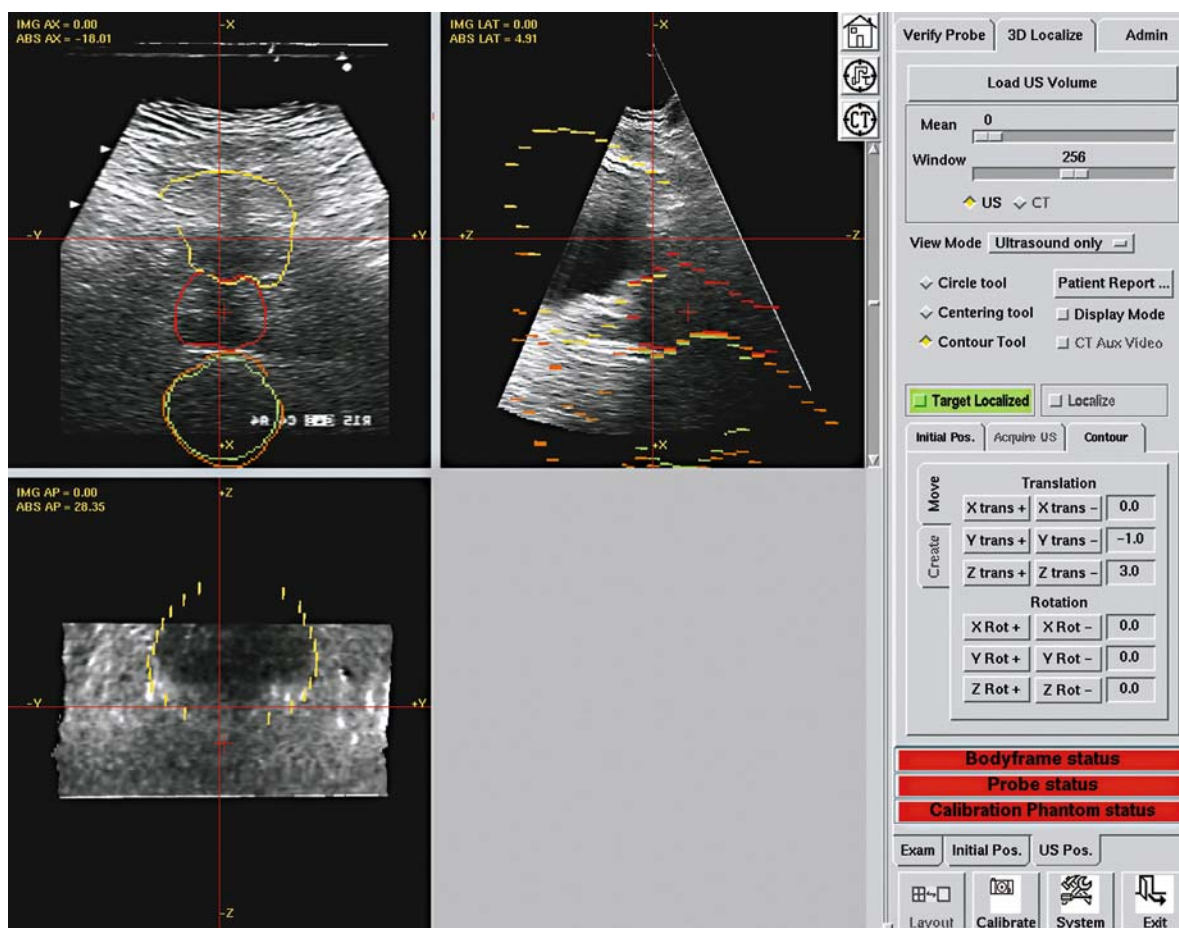 IMG AX = 0.00
ABS AX = -18.01
-X
-Y
+Y
+X
IMG LAT = 0.00
ABS LAT = 4.91
-X
+Z
-Z
+X
CT
IMG AP = 0.00
ABS AP = 28.35
+Z
-Y
+Y
-Z
Verify Probe
3D Localize
Admin
Load US Volume
Mean
0
Window
256
US
CT
View Mode
Ultrasound only
Circle tool
Patient Report ...
Centering tool
Display Mode
Contour Tool
CT Aux Video
Target Localized
Localize
Initial Pos.
Acquire US
Contour
Move
Create
Translation
X trans + X trans - 0.0
Y trans + Y trans - -1.0
Z trans + Z trans - 3.0
Rotation
X Rot + X Rot - 0.0
Y Rot + Y Rot - 0.0
Z Rot + Z Rot - 0.0
Bodyframe status
Probe status
Calibration Phantom status
Exam
Initial Pos.
US Pos.
Layout
Calibrate
System
Exit